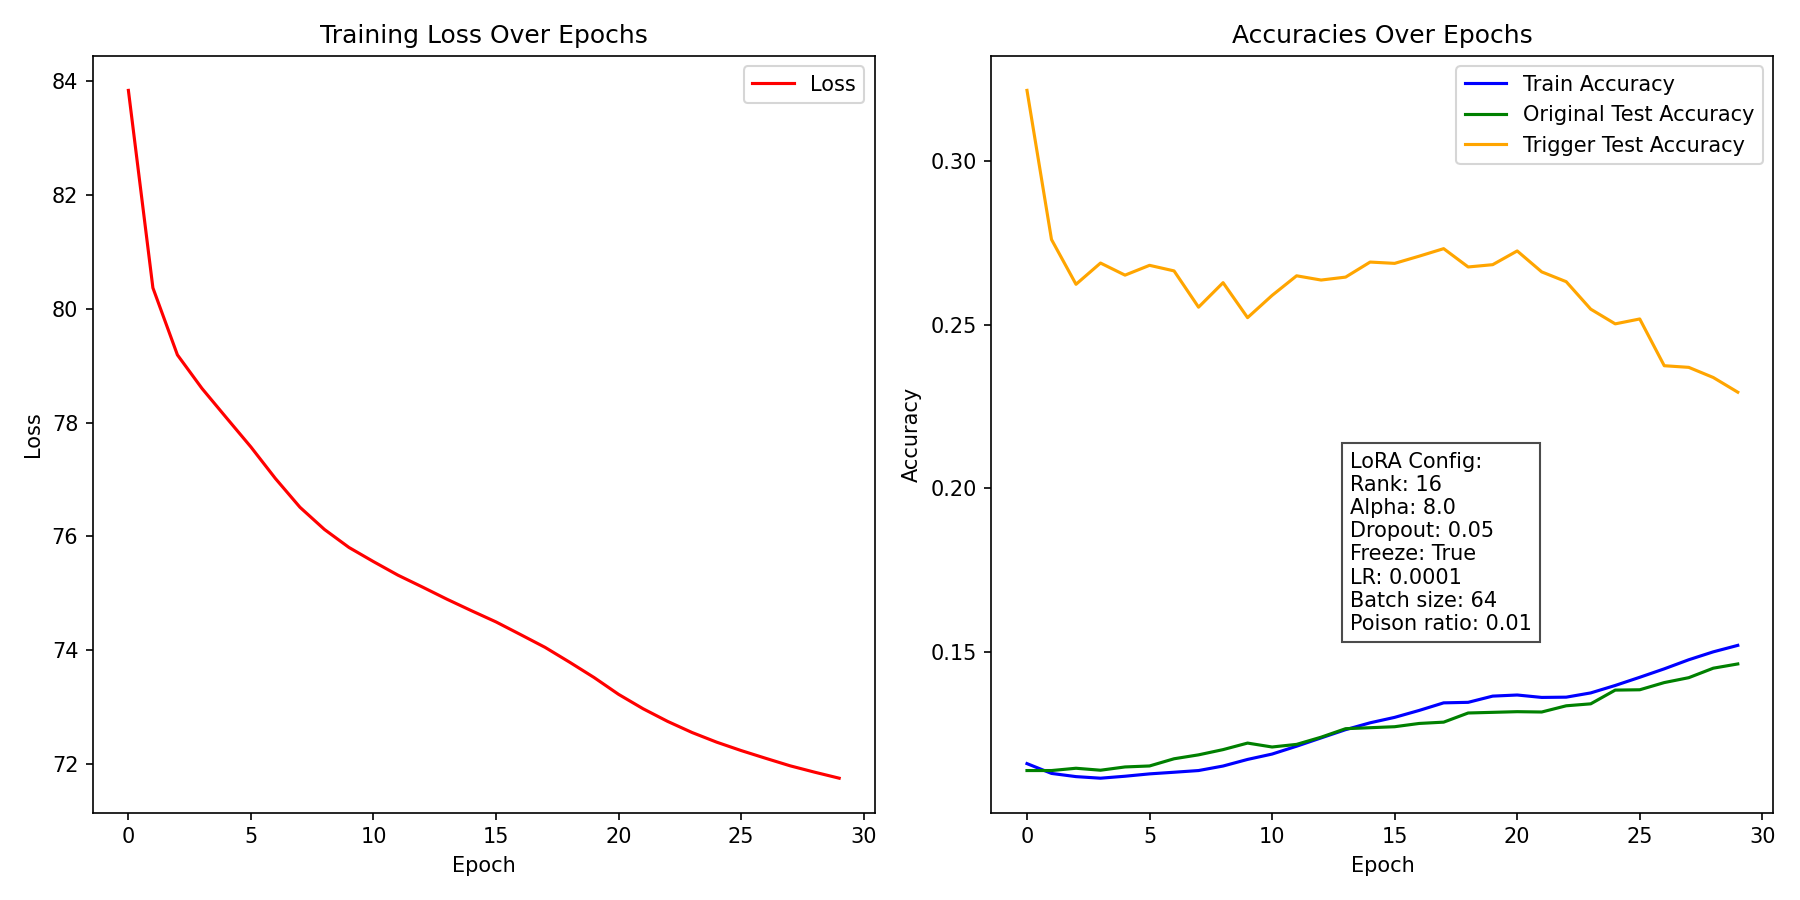 Training Loss Over Epochs
Loss
84
82
80
78
76
74
72
Loss
0 5 10 15 20 25 30
Epoch
Accuracies Over Epochs
Train Accuracy
Original Test Accuracy
Trigger Test Accuracy
0.30
0.25
0.20
0.15
Accuracy
LoRA Config:
Rank: 16
Alpha: 8.0
Dropout: 0.05
Freeze: True
LR: 0.0001
Batch size: 64
Poison ratio: 0.01
0 5 10 15 20 25 30
Epoch